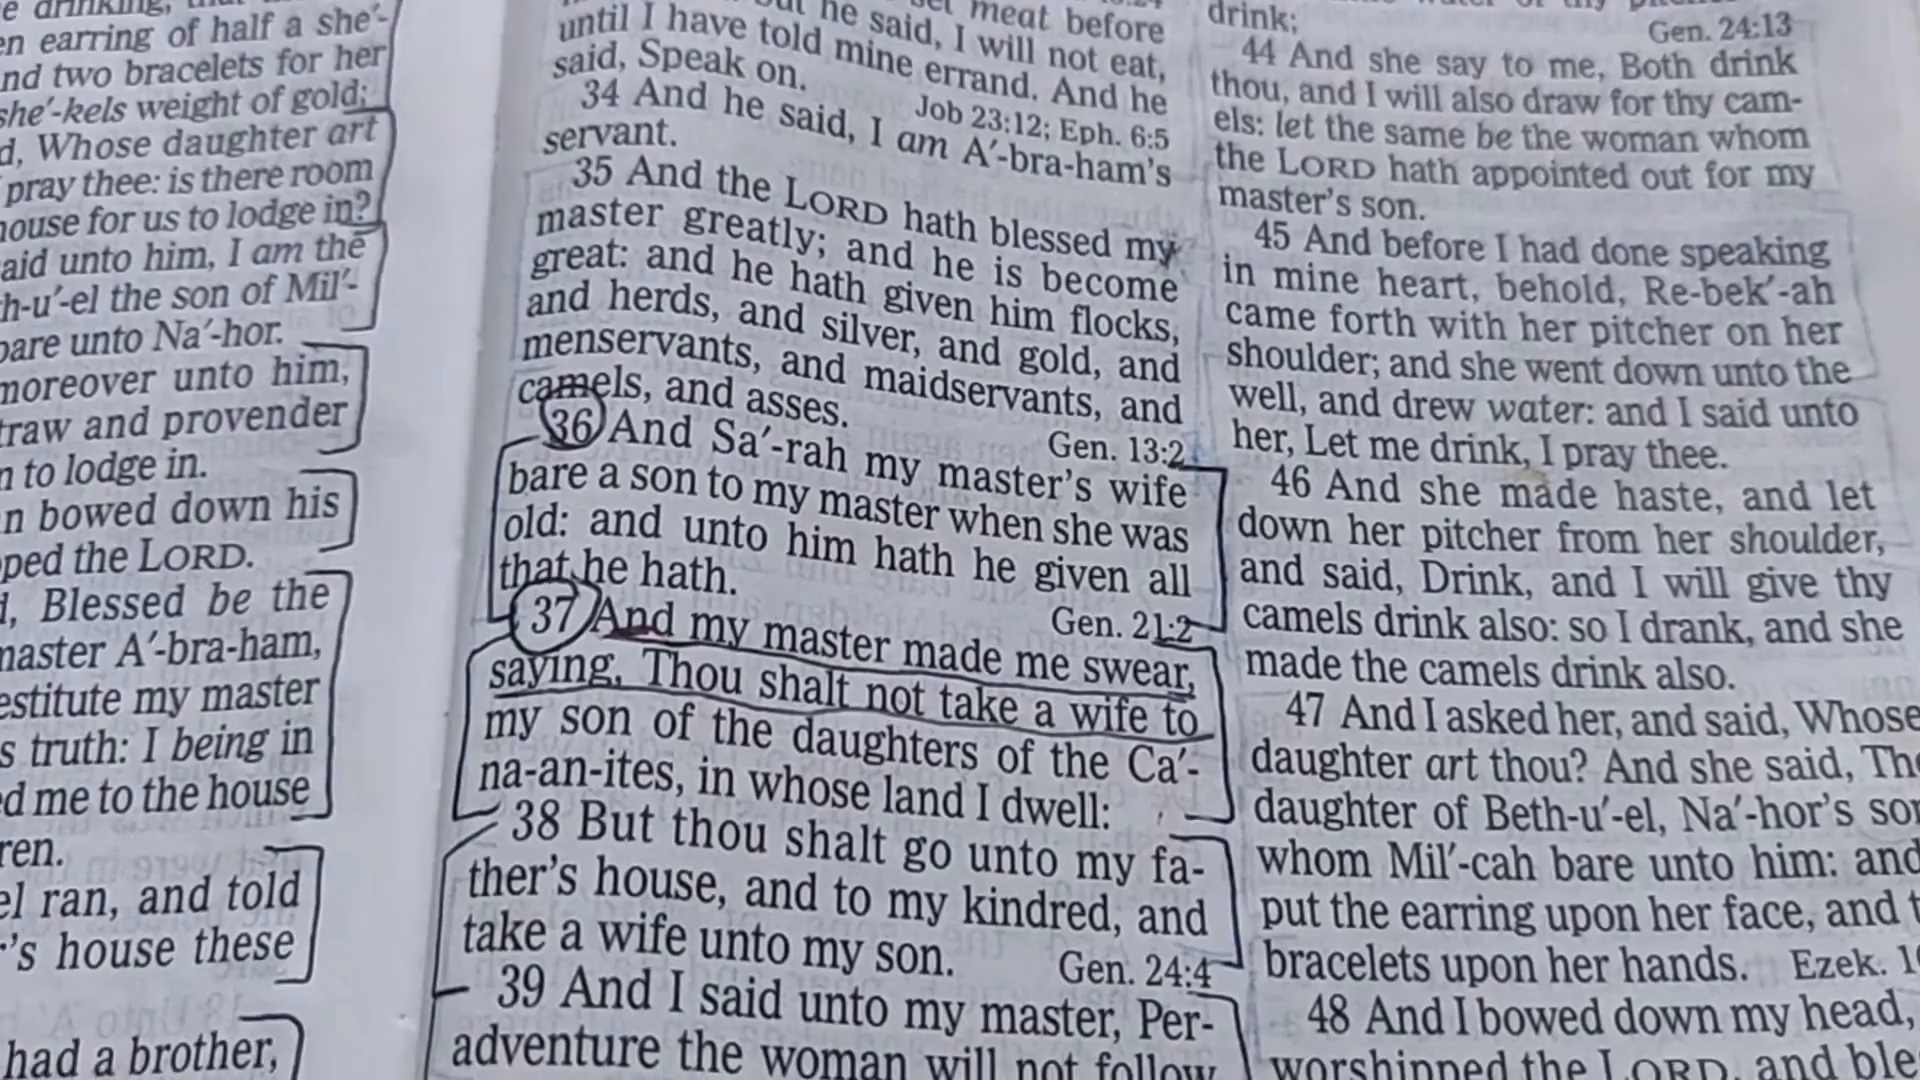 en earring of half a she′-
nd two bracelets for her
she′-kels weight of gold;
d, Whose daughter art
pray thee: is there room
house for us to lodge in?
aid unto him, I am the
h-u′-el the son of Mil′-
bare unto Na′-hor.
moreover unto him,
traw and provender
n to lodge in.
n bowed down his
ped the LORD.
d, Blessed be the
master A′-bra-ham,
estitute my master
s truth: I being in
d me to the house
ren.
el ran, and told
r's house these
had a brother,
meat before
but he said, I will not eat,
until I have told mine errand. And he
said, Speak on.
Job 23:12; Eph. 6:5
34 And he said, I am A′-bra-ham's
servant.
35 And the LORD hath blessed my
master greatly; and he is become
great: and he hath given him flocks,
and herds, and silver, and gold, and
menservants, and maidservants, and
camels, and asses.
Gen. 13:2
36 And Sa′-rah my master's wife
bare a son to my master when she was
old: and unto him hath he given all
that he hath.
Gen. 21:2
37 And my master made me swear,
saying, Thou shalt not take a wife to
my son of the daughters of the Ca′-
na-an-ites, in whose land I dwell:
38 But thou shalt go unto my fa-
ther's house, and to my kindred, and
take a wife unto my son.
Gen. 24:4
39 And I said unto my master, Per-
adventure the woman will not follow
drink;
Gen. 24:13
44 And she say to me, Both drink
thou, and I will also draw for thy cam-
els: let the same be the woman whom
the LORD hath appointed out for my
master's son.
45 And before I had done speaking
in mine heart, behold, Re-bek′-ah
came forth with her pitcher on her
shoulder; and she went down unto the
well, and drew water: and I said unto
her, Let me drink, I pray thee.
46 And she made haste, and let
down her pitcher from her shoulder,
and said, Drink, and I will give thy
camels drink also: so I drank, and she
made the camels drink also.
47 And I asked her, and said, Whose
daughter art thou? And she said, The
daughter of Beth-u′-el, Na′-hor's son
whom Mil′-cah bare unto him: and
put the earring upon her face, and
bracelets upon her hands.
Ezek.
48 And I bowed down my head,
worshipped the LORD, and ble